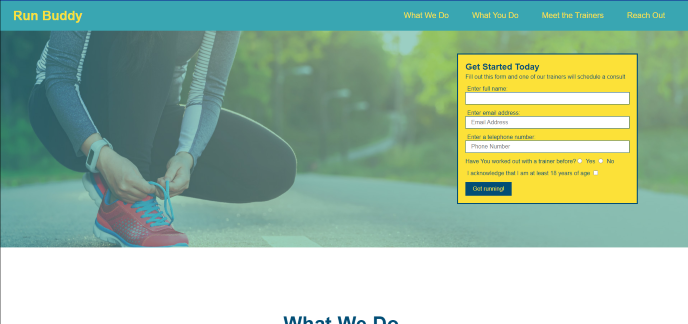 Run Buddy
What We Do
What You Do
Meet the Trainers
Reach Out
Get Started Today
Fill out this form and one of our trainers will schedule a consult
Enter full name:
Enter email address:
Email Address
Enter a telephone number:
Phone Number
Have You worked out with a trainer before? Yes No
I acknowledge that I am at least 18 years of age
Get running!
What We Do